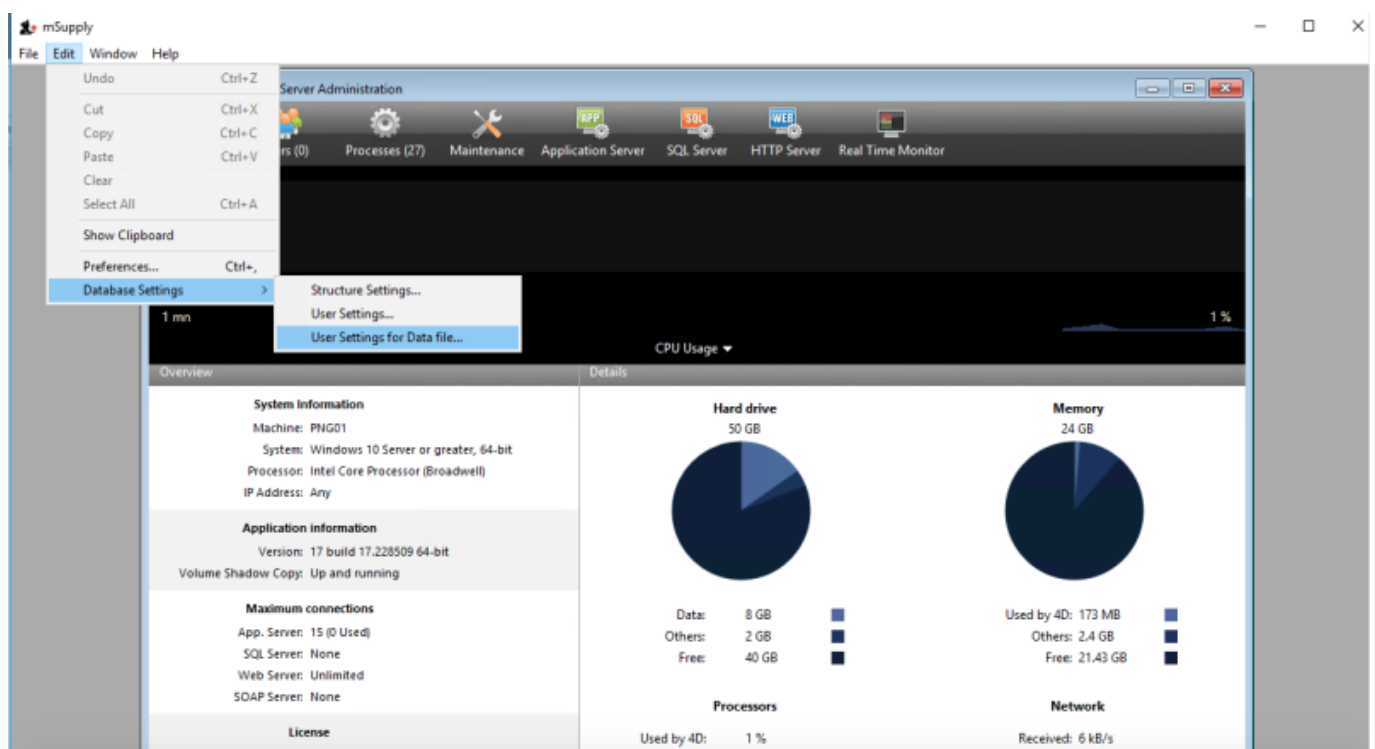 mSupply
File Edit Window Help
Undo Ctrl+Z
Cut Ctrl+X
Copy Ctrl+C
Paste Ctrl+V
Clear
Select All Ctrl+A
Show Clipboard
Preferences... Ctrl+,
Database Settings >
Structure Settings...
User Settings...
User Settings for Data file...
Server Administration
rs (0) Processes (27) Maintenance Application Server SQL Server HTTP Server Real Time Monitor
APP SQL WEB
1 mn 1 %
CPU Usage
Overview
System Information
Machine: PNG01
System: Windows 10 Server or greater, 64-bit
Processor: Intel Core Processor (Broadwell)
IP Address: Any
Application information
Version: 17 build 17.228509 64-bit
Volume Shadow Copy: Up and running
Maximum connections
App. Server: 15 (0 Used)
SQL Server: None
Web Server: Unlimited
SOAP Server: None
License
Details
Hard drive
50 GB
Data: 8 GB
Others: 2 GB
Free: 40 GB
Processors
Used by 4D: 1 %
Memory
24 GB
Used by 4D: 173 MB
Others: 2.4 GB
Free: 21.43 GB
Network
Received: 6 kB/s